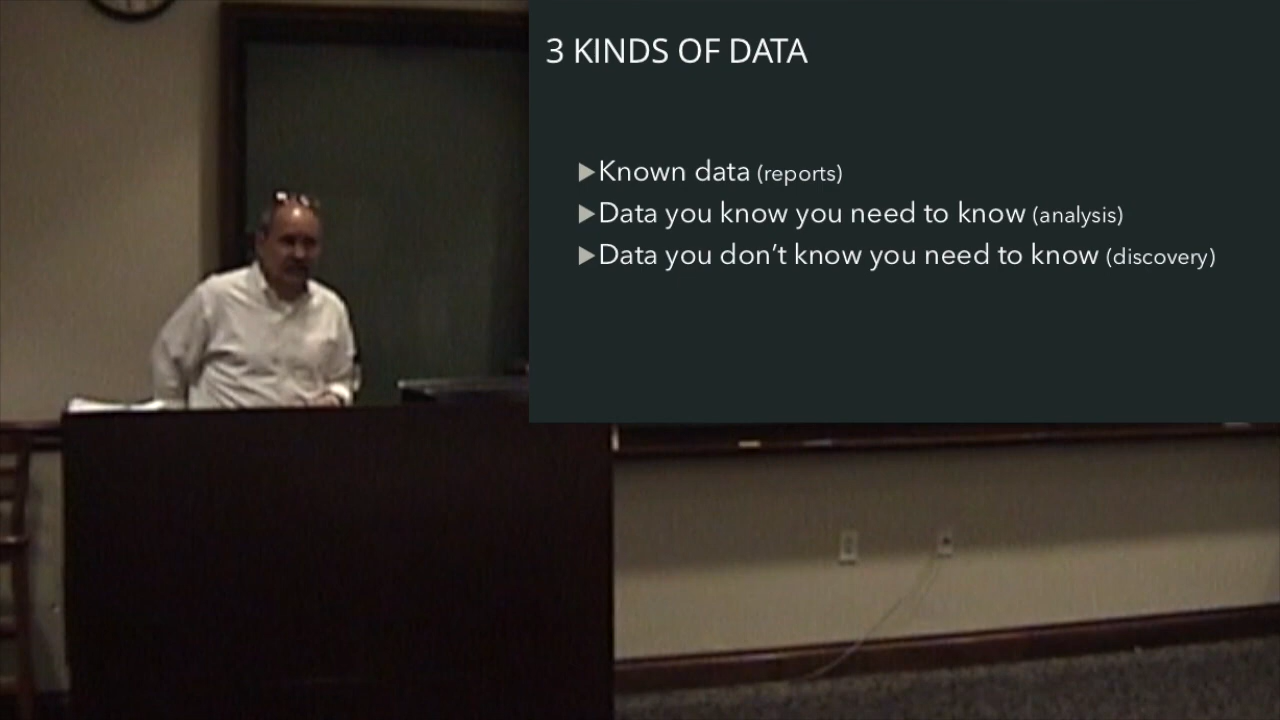 3 KINDS OF DATA
▶Known data (reports)
▶Data you know you need to know (analysis)
▶Data you don’t know you need to know (discovery)